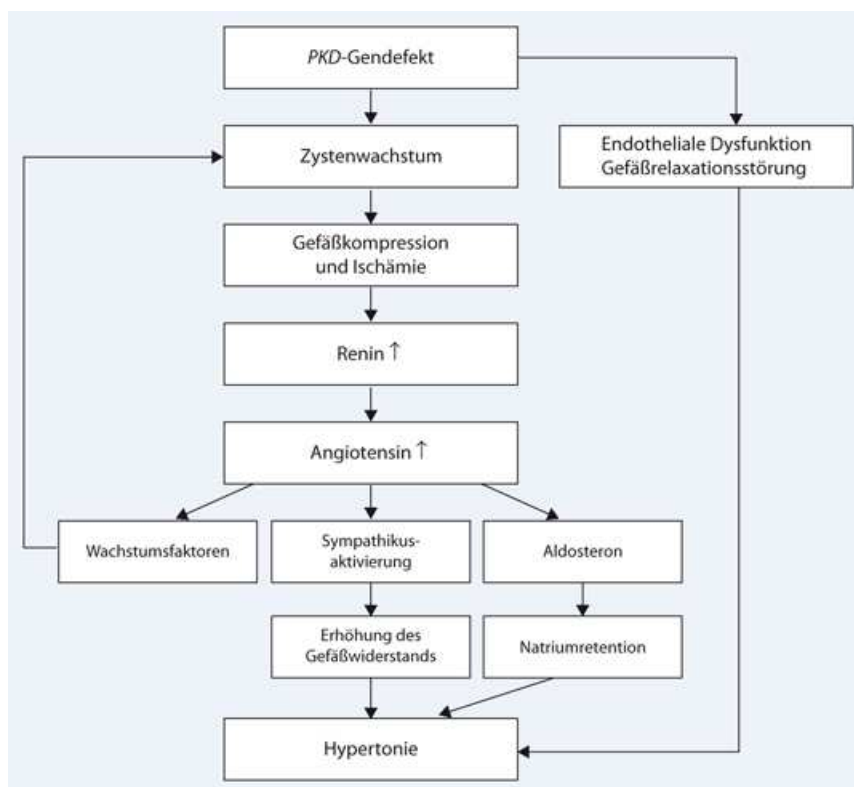 PKD-Gendefekt
Zystenwachstum
Endotheliale Dysfunktion
Gefäßrelaxationsstörung
Gefäßkompression
und Ischämie
Renin ↑
Angiotensin ↑
Wachstumsfaktoren
Sympathikus-
aktivierung
Aldosteron
Erhöhung des
Gefäßwiderstands
Natriumretention
Hypertonie